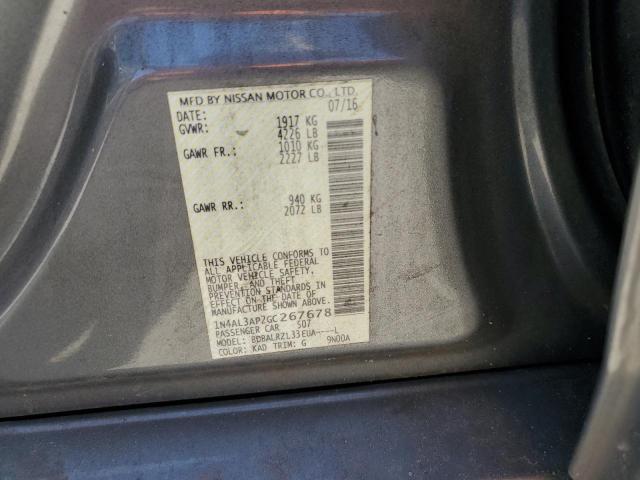 MFD BY NISSAN MOTOR CO., LTD.
DATE: 07/16
GVWR: 1917 KG
4226 LB
GAWR FR.: 1010 KG
2227 LB
GAWR RR.: 940 KG
2072 LB
THIS VEHICLE CONFORMS TO
ALL APPLICABLE FEDERAL
MOTOR VEHICLE SAFETY,
BUMPER, AND THEFT
PREVENTION STANDARDS IN
EFFECT ON THE DATE OF
MANUFACTURE SHOWN ABOVE.
1N4AL3AP2GC267678
PASSENGER CAR S07
MODEL: BDBALRZL33EUA-----L
COLOR: KAD TRIM: G 9N00A